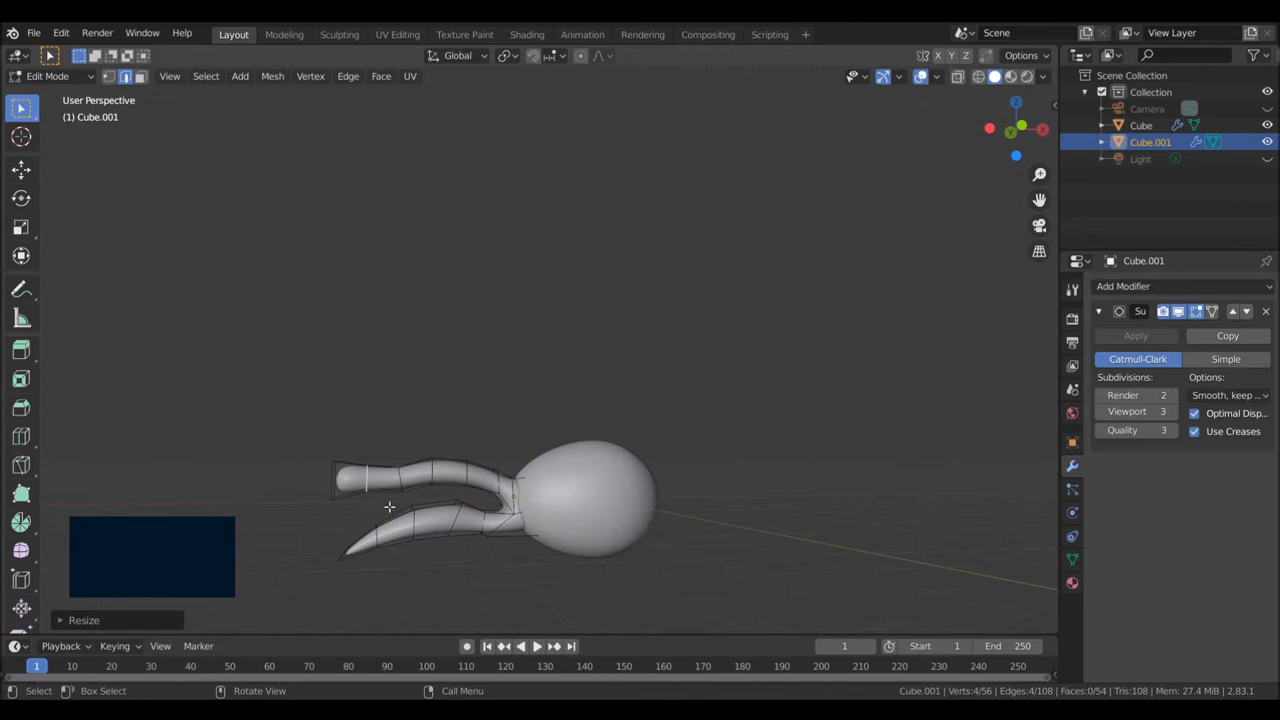 File Edit Render Window Help Layout Modeling Sculpting UV Editing Texture Paint Shading Animation Rendering Compositing Scripting + Scene View Layer
Global X Y Z Options
Edit Mode View Select Add Mesh Vertex Edge Face UV
User Perspective
(1) Cube.001
Scene Collection
Collection
Camera
Cube
Cube.001
Light
Z
X
Y
Cube.001
Add Modifier
Su
Apply Copy
Catmull-Clark Simple
Subdivisions: Options:
Render 2 Smooth, keep ...
Viewport 3 Optimal Disp...
Quality 3 Use Creases
Resize
Playback Keying View Marker 1 Start 1 End 250
1 10 20 30 40 50 60 70 80 90 100 110 120 130 140 150 160 170 180 190 200 210 220 230 240 250
Select Box Select Rotate View Call Menu Cube.001 | Verts:4/56 | Edges:4/108 | Faces:0/54 | Tris:108 | Mem: 27.4 MiB | 2.83.1